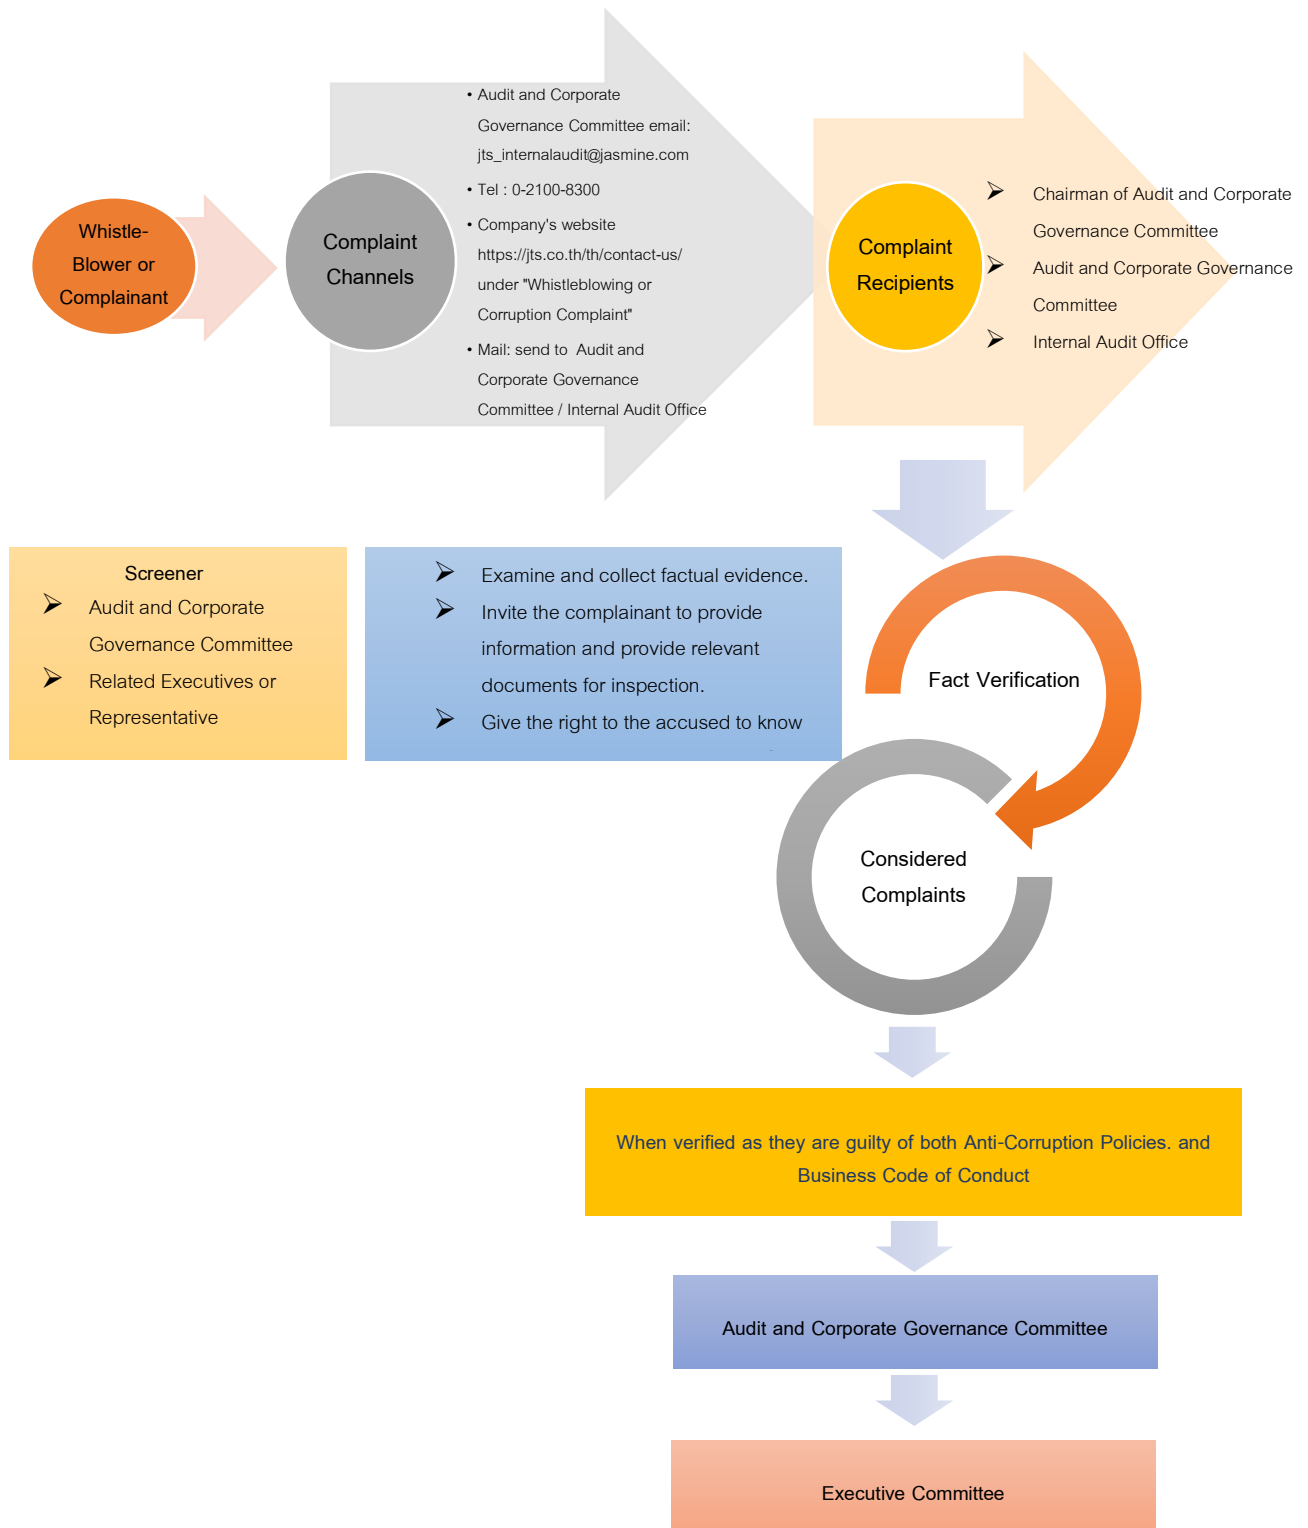 Whistle-
Blower or
Complainant
Complaint
Channels
• Audit and Corporate
Governance Committee email:
jts_internalaudit@jasmine.com
• Tel : 0-2100-8300
• Company's website
https://jts.co.th/th/contact-us/
under "Whistleblowing or
Corruption Complaint"
• Mail: send to Audit and
Corporate Governance
Committee / Internal Audit Office
Complaint
Recipients
➢ Chairman of Audit and Corporate
Governance Committee
➢ Audit and Corporate Governance
Committee
➢ Internal Audit Office
Screener
➢ Audit and Corporate
Governance Committee
➢ Related Executives or
Representative
➢ Examine and collect factual evidence.
➢ Invite the complainant to provide
information and provide relevant
documents for inspection.
➢ Give the right to the accused to know
Fact Verification
Considered
Complaints
When verified as they are guilty of both Anti-Corruption Policies. and
Business Code of Conduct
Audit and Corporate Governance Committee
Executive Committee